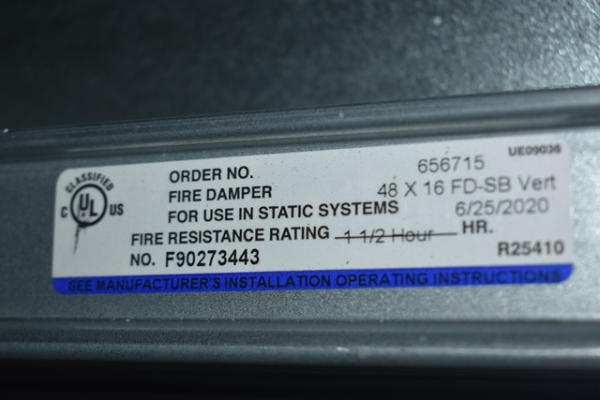 UE09036
ORDER NO. 656715
FIRE DAMPER 48 X 16 FD-SB Vert
FOR USE IN STATIC SYSTEMS 6/25/2020
FIRE RESISTANCE RATING 1 1/2 Hour HR.
NO. F90273443 R25410
CLASSIFIED
C UL US
SEE MANUFACTURER'S INSTALLATION OPERATING INSTRUCTIONS